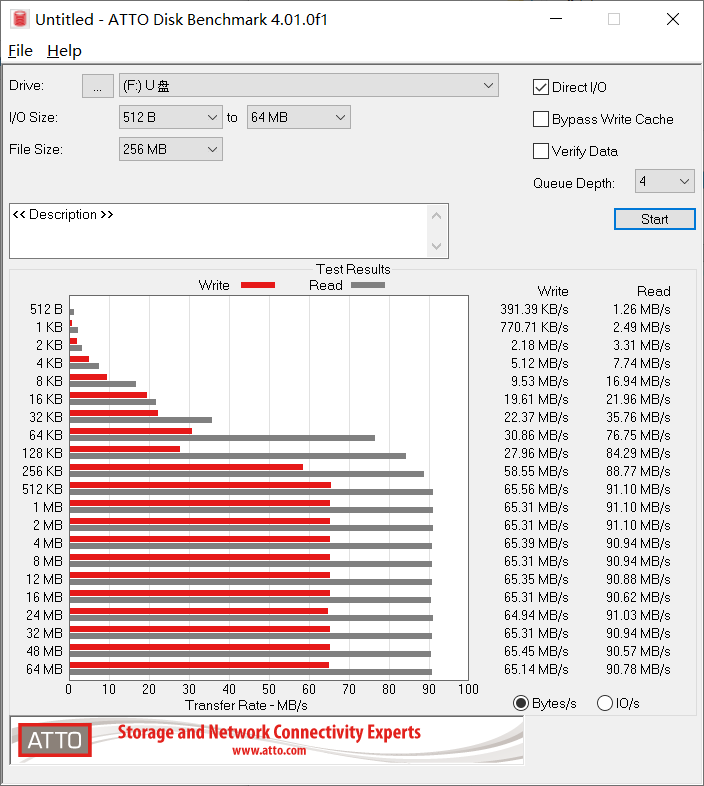 Untitled - ATTO Disk Benchmark 4.01.0f1
File Help
Drive: ... (F:) U 盘
I/O Size: 512 B to 64 MB
File Size: 256 MB
Direct I/O
Bypass Write Cache
Verify Data
Queue Depth: 4
<< Description >>
Start
Test Results
Write Read Write Read
512 B 391.39 KB/s 1.26 MB/s
1 KB 770.71 KB/s 2.49 MB/s
2 KB 2.18 MB/s 3.31 MB/s
4 KB 5.12 MB/s 7.74 MB/s
8 KB 9.53 MB/s 16.94 MB/s
16 KB 19.61 MB/s 21.96 MB/s
32 KB 22.37 MB/s 35.76 MB/s
64 KB 30.86 MB/s 76.75 MB/s
128 KB 27.96 MB/s 84.29 MB/s
256 KB 58.55 MB/s 88.77 MB/s
512 KB 65.56 MB/s 91.10 MB/s
1 MB 65.31 MB/s 91.10 MB/s
2 MB 65.31 MB/s 91.10 MB/s
4 MB 65.39 MB/s 90.94 MB/s
8 MB 65.31 MB/s 90.94 MB/s
12 MB 65.35 MB/s 90.88 MB/s
16 MB 65.31 MB/s 90.62 MB/s
24 MB 64.94 MB/s 91.03 MB/s
32 MB 65.31 MB/s 90.94 MB/s
48 MB 65.45 MB/s 90.57 MB/s
64 MB 65.14 MB/s 90.78 MB/s
0 10 20 30 40 50 60 70 80 90 100
Transfer Rate - MB/s
Bytes/s IO/s
ATTO
Storage and Network Connectivity Experts
www.atto.com